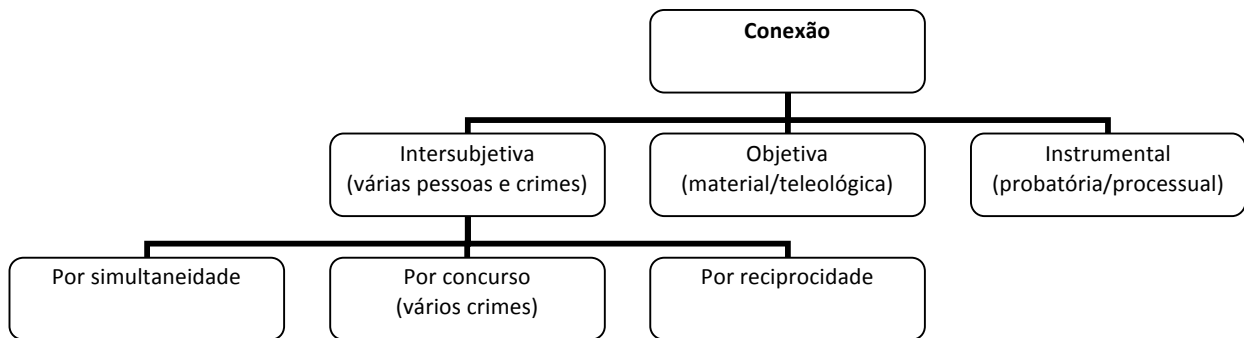 Conexão
Intersubjetiva
(várias pessoas e crimes)
Objetiva
(material/teleológica)
Instrumental
(probatória/processual)
Por simultaneidade
Por concurso
(vários crimes)
Por reciprocidade